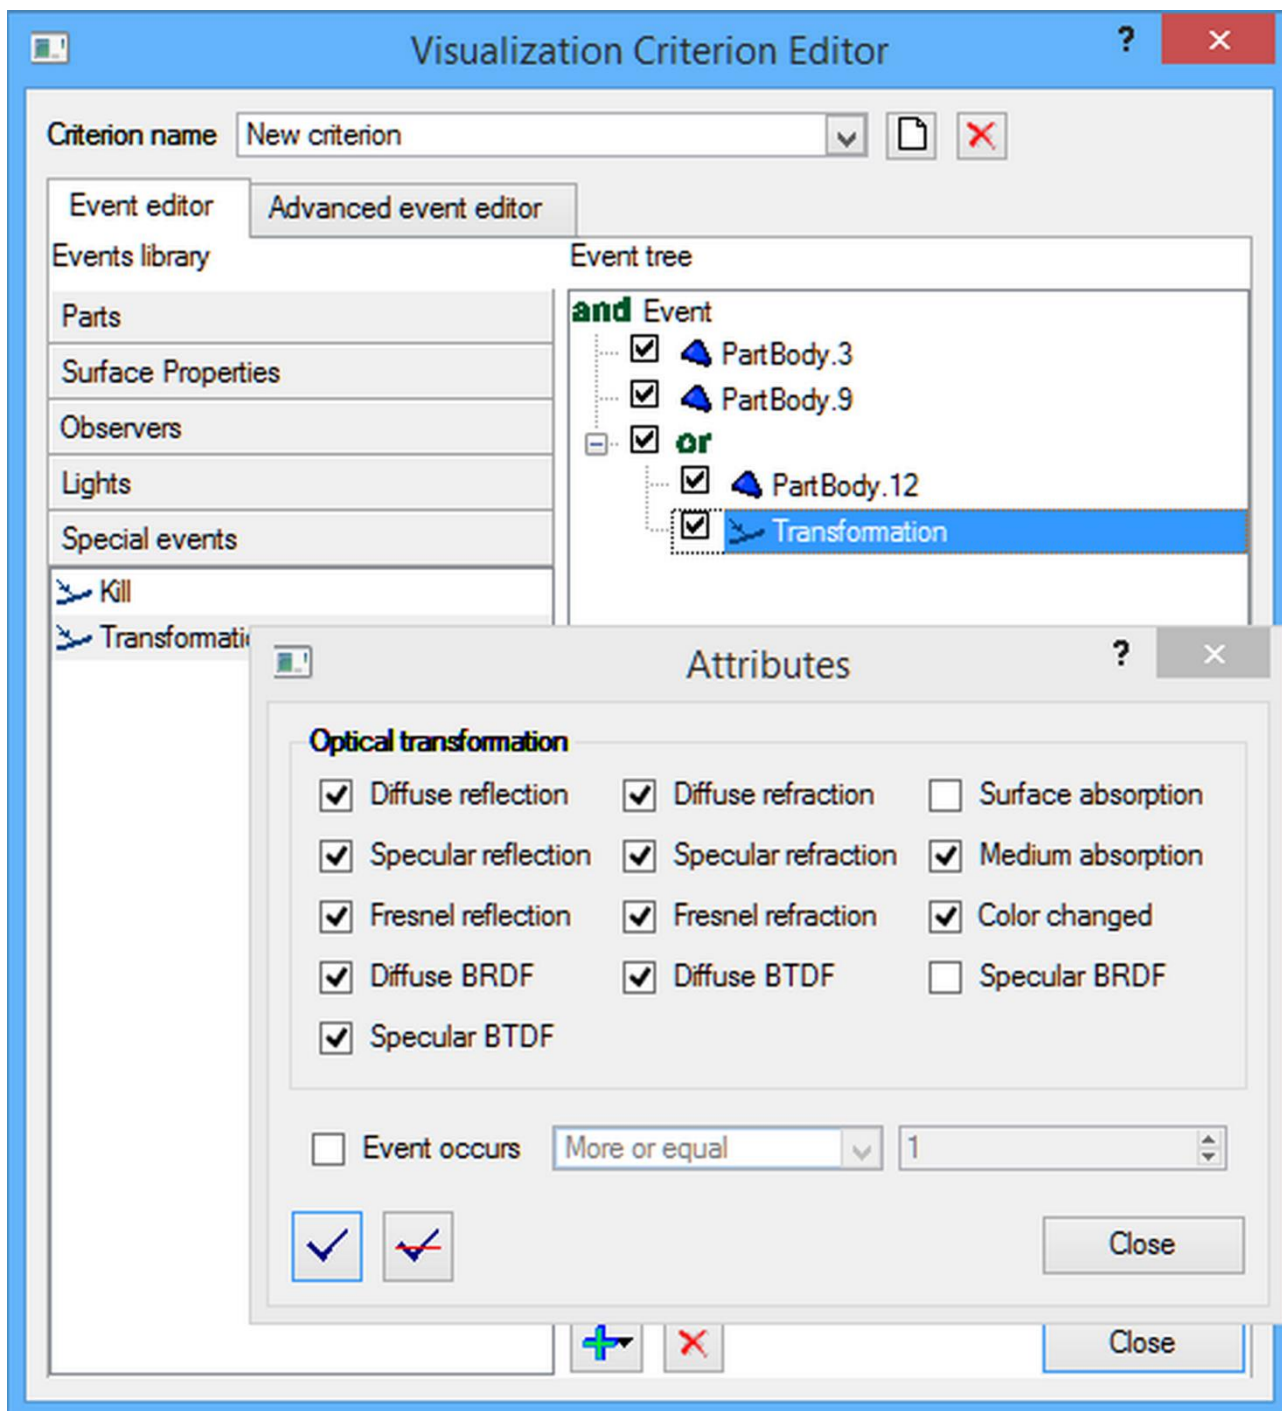 Visualization Criterion Editor ?
Criterion name New criterion
Event editor Advanced event editor
Events library Event tree
Parts
Surface Properties
Observers
Lights
Special events
Kill
Transformati
and Event
PartBody.3
PartBody.9
or
PartBody.12
Transformation
Attributes ?
Optical transformation
Diffuse reflection Diffuse refraction Surface absorption
Specular reflection Specular refraction Medium absorption
Fresnel reflection Fresnel refraction Color changed
Diffuse BRDF Diffuse BTDF Specular BRDF
Specular BTDF
Event occurs More or equal 1
Close
Close